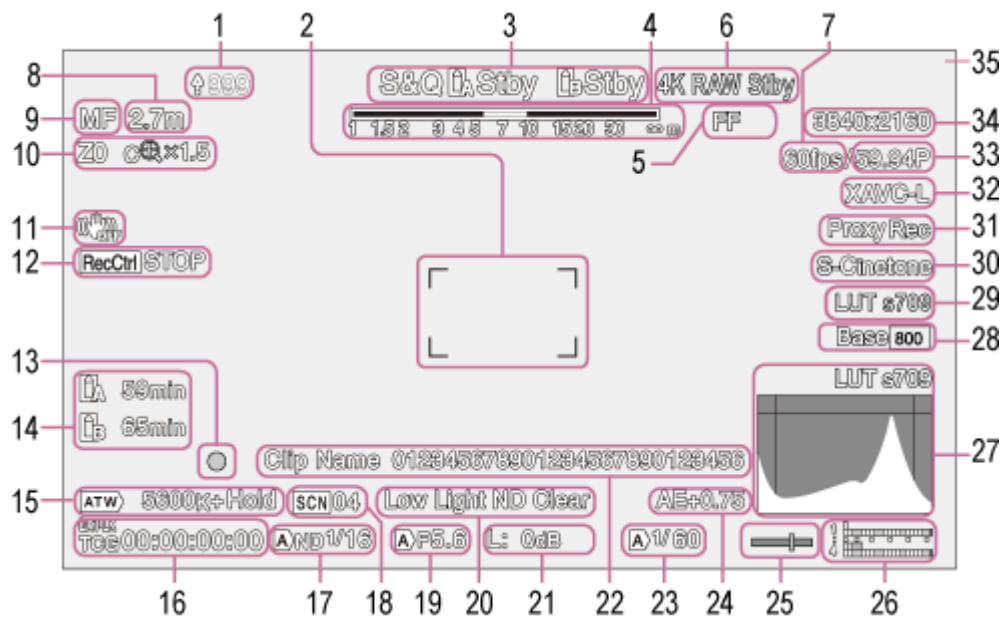 1 2 3 4 6 7
8 999 S&Q A Stby B Stby 4K RAW Stby 35
9 MF 2.7m 1 1.5 2 3 4 5 7 10 15 20 30 ∞ m FF 3840x2160 34
10 Z0 C ×1.5 5 60fps/59.94P 33
XAVC-L 32
11 OFF Proxy Rec 31
12 RecCtrl STOP S-Cinetone 30
LUT s709 29
Base 800 28
13 LUT s709
A 59min
14 B 65min
Clip Name 012345678901234567890123456 27
15 ATW 5600K+Hold SCN 04 Low Light ND Clear AE+0.75
TCG 00:00:00:00 A ND1/16 A F5.6 L: 0dB A 1/60
16 17 18 19 20 21 22 23 24 25 26